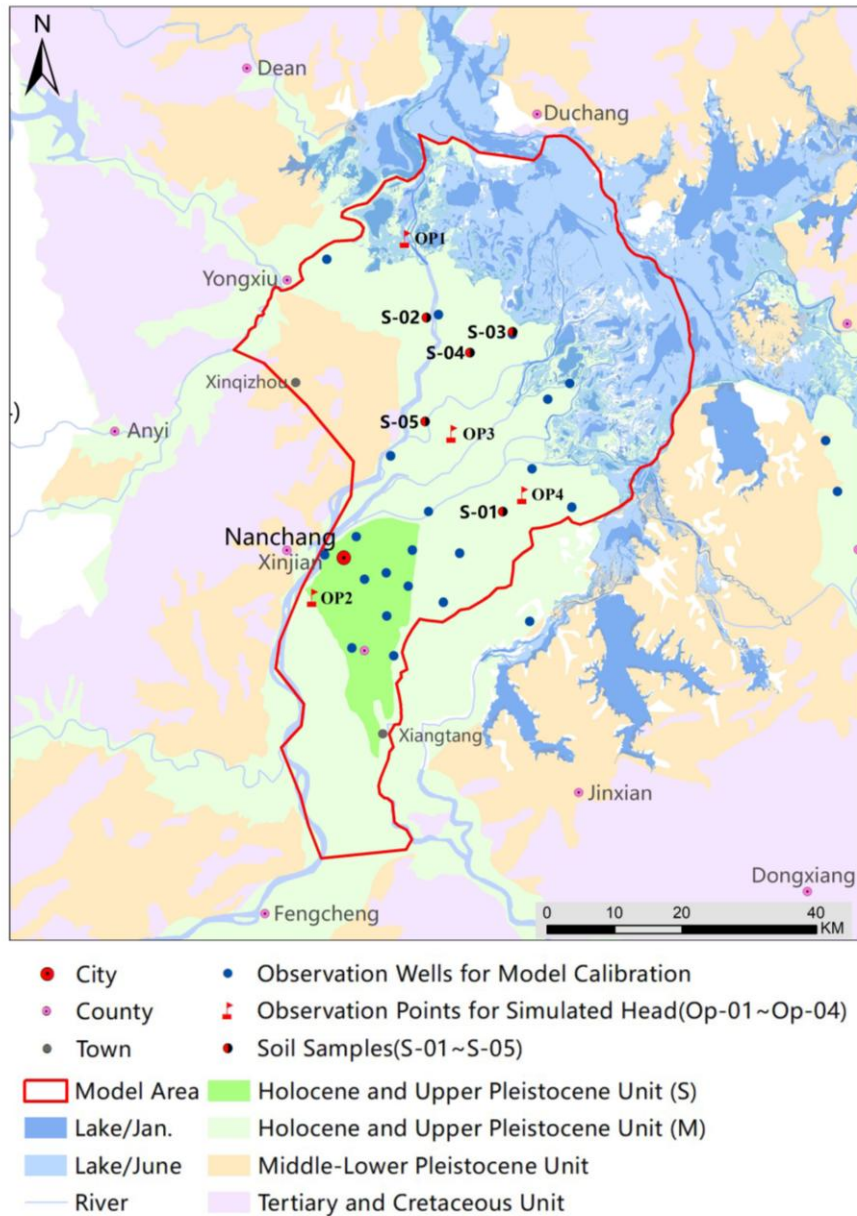 N
Dean
Duchang
OP1
Yongxiu
S-02
S-03
S-04
Xinqizhou
S-05
OP3
)
Anyi
OP4
S-01
Nanchang
Xinjian
OP2
Xiangtang
Jinxian
Dongxiang
Fengcheng
0 10 20 40
KM
City
Observation Wells for Model Calibration
County
Observation Points for Simulated Head(Op-01~Op-04)
Town
Soil Samples(S-01~S-05)
Model Area
Holocene and Upper Pleistocene Unit (S)
Lake/Jan.
Holocene and Upper Pleistocene Unit (M)
Lake/June
Middle-Lower Pleistocene Unit
River
Tertiary and Cretaceous Unit